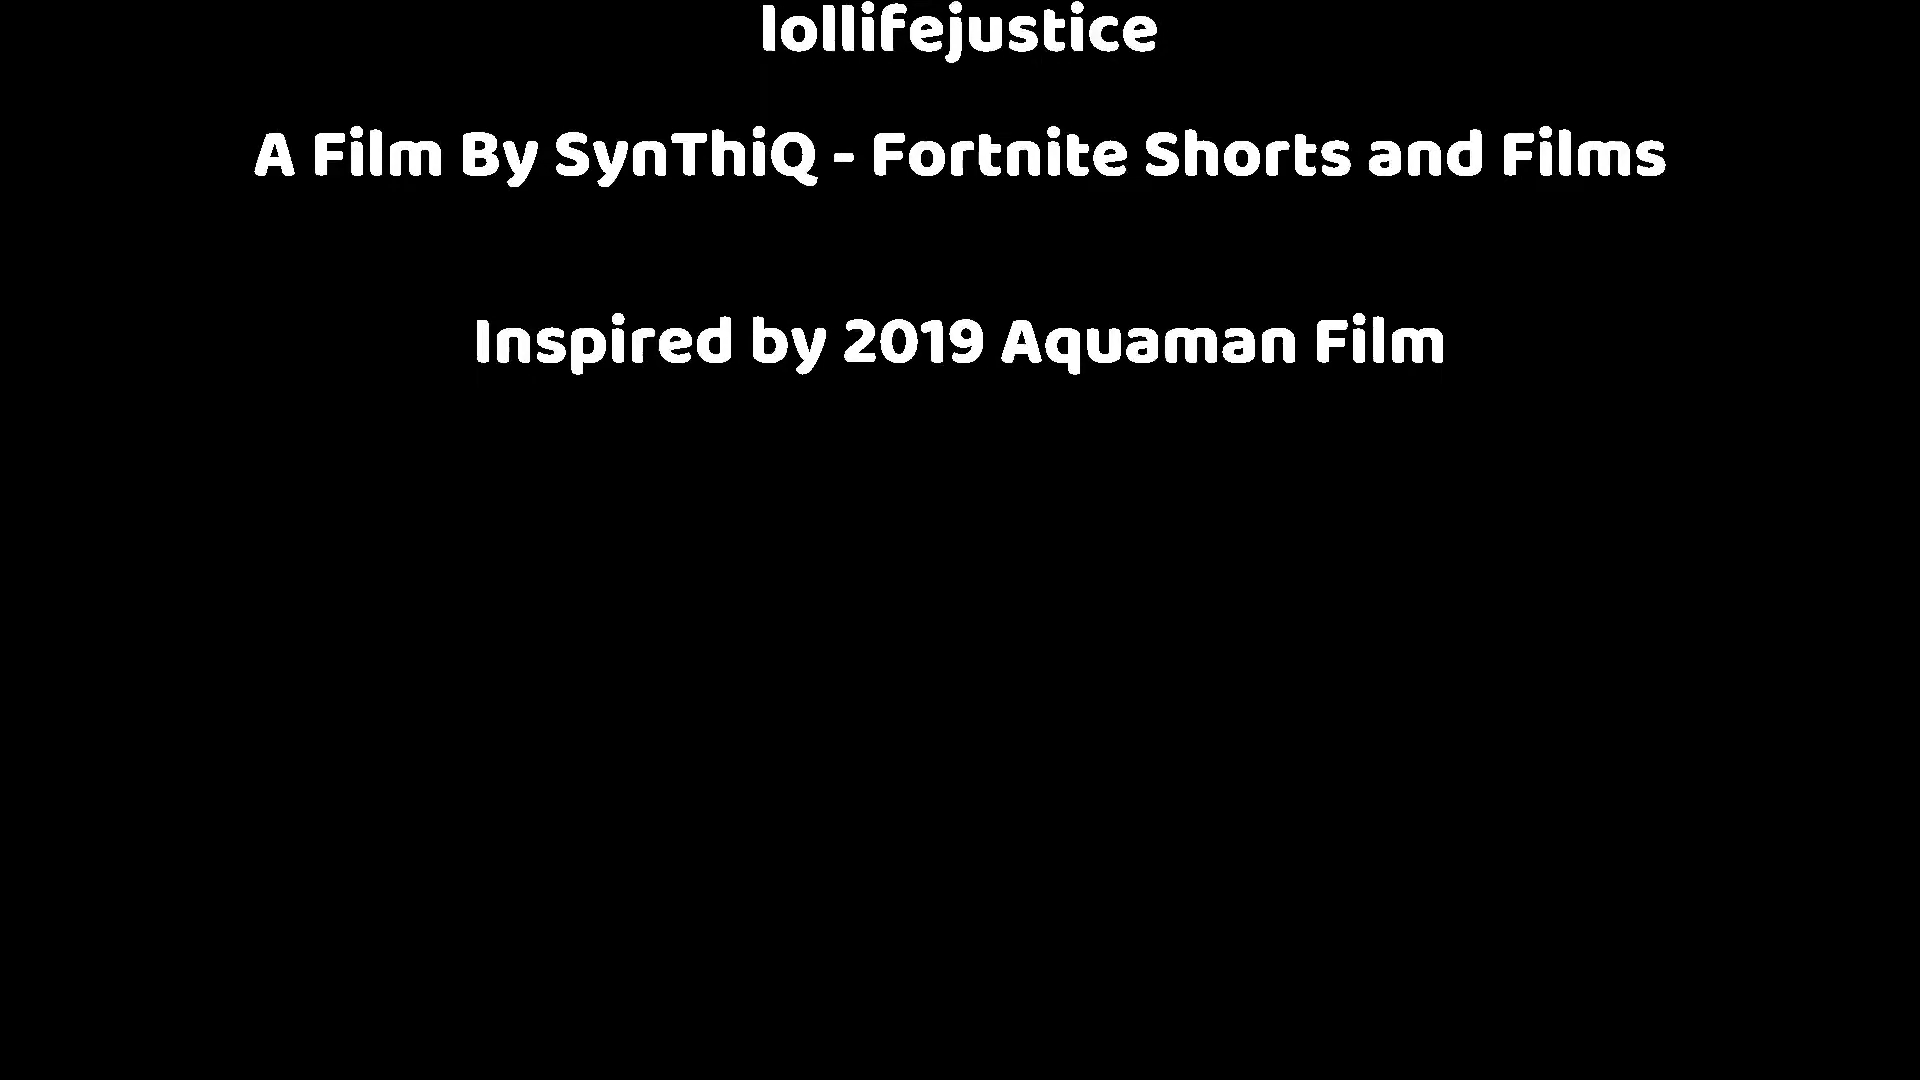 lollifejustice
A Film By SynThiQ - Fortnite Shorts and Films
Inspired by 2019 Aquaman Film